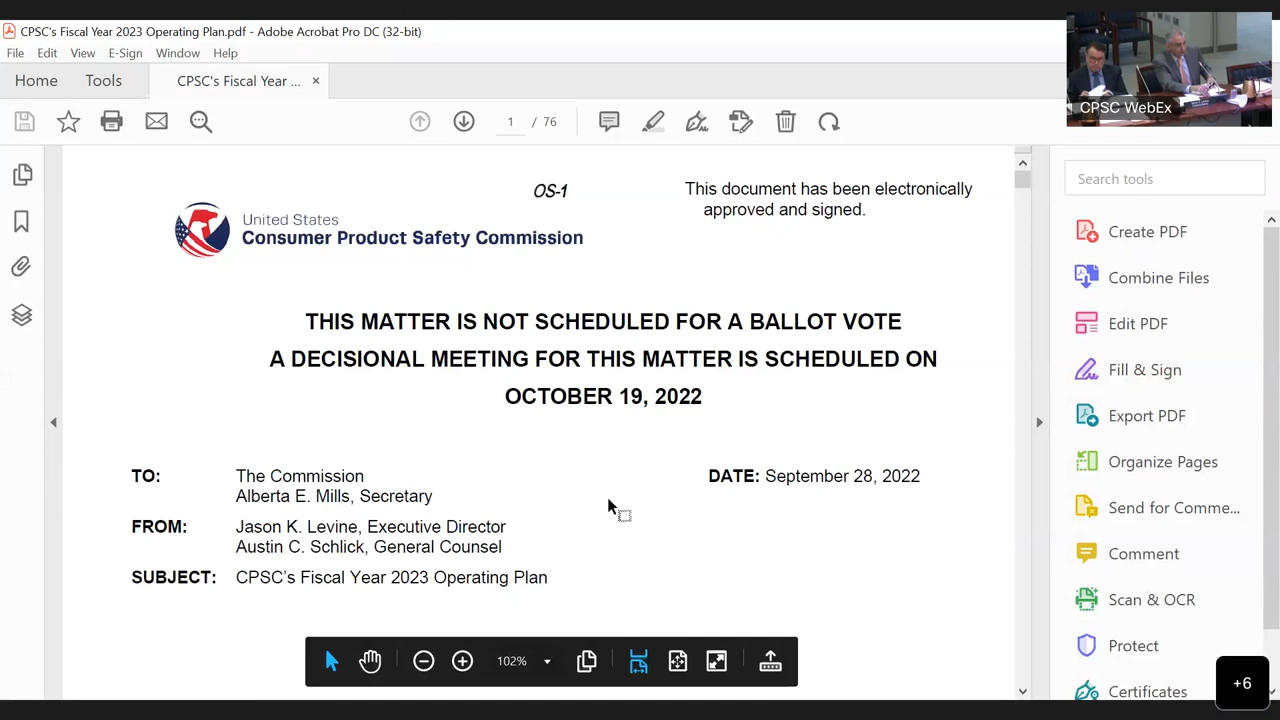 CPSC's Fiscal Year 2023 Operating Plan.pdf - Adobe Acrobat Pro DC (32-bit)
File Edit View E-Sign Window Help
Home Tools CPSC's Fiscal Year ... ×
1 / 76
CPSC WebEx
OS-1
This document has been electronically
approved and signed.
United States
Consumer Product Safety Commission
THIS MATTER IS NOT SCHEDULED FOR A BALLOT VOTE
A DECISIONAL MEETING FOR THIS MATTER IS SCHEDULED ON
OCTOBER 19, 2022
TO: The Commission
Alberta E. Mills, Secretary
DATE: September 28, 2022
FROM: Jason K. Levine, Executive Director
Austin C. Schlick, General Counsel
SUBJECT: CPSC's Fiscal Year 2023 Operating Plan
102%
Search tools
Create PDF
Combine Files
Edit PDF
Fill & Sign
Export PDF
Organize Pages
Send for Comme...
Comment
Scan & OCR
Protect
Certificates
+6